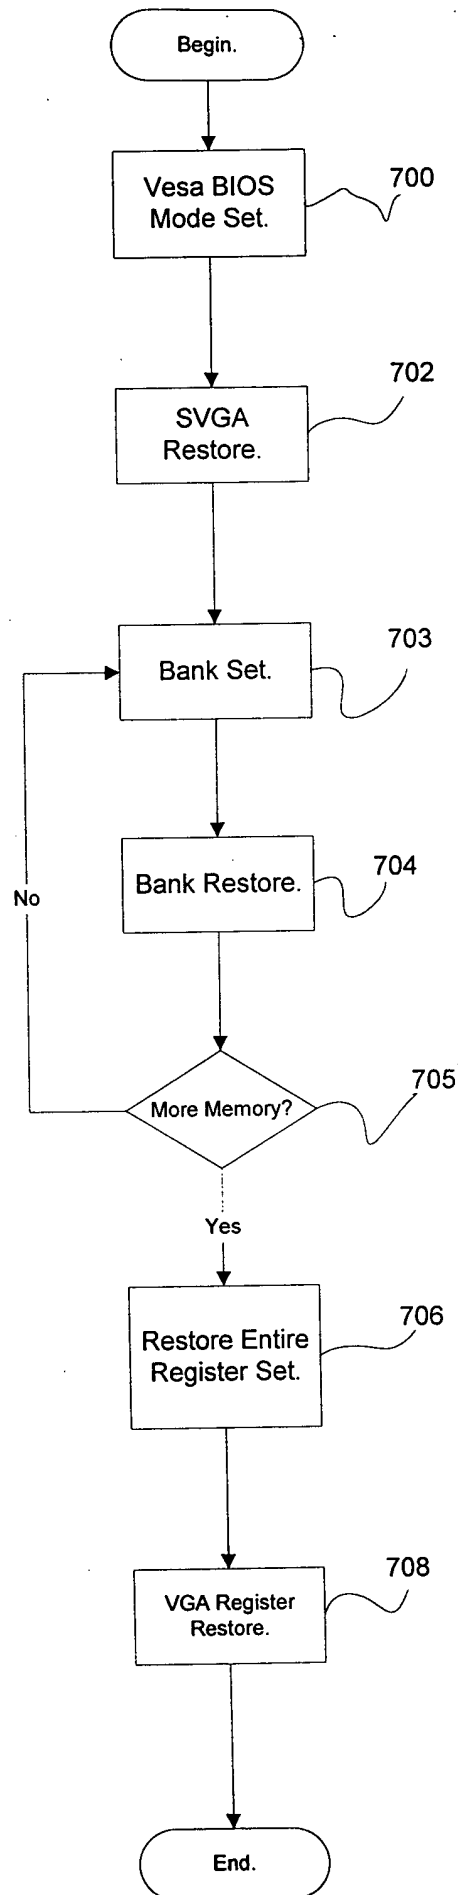 Begin.
Vesa BIOS
Mode Set.
700
SVGA
Restore.
702
Bank Set.
703
Bank Restore.
704
No
More Memory?
705
Yes
Restore Entire
Register Set.
706
VGA Register
Restore.
708
End.